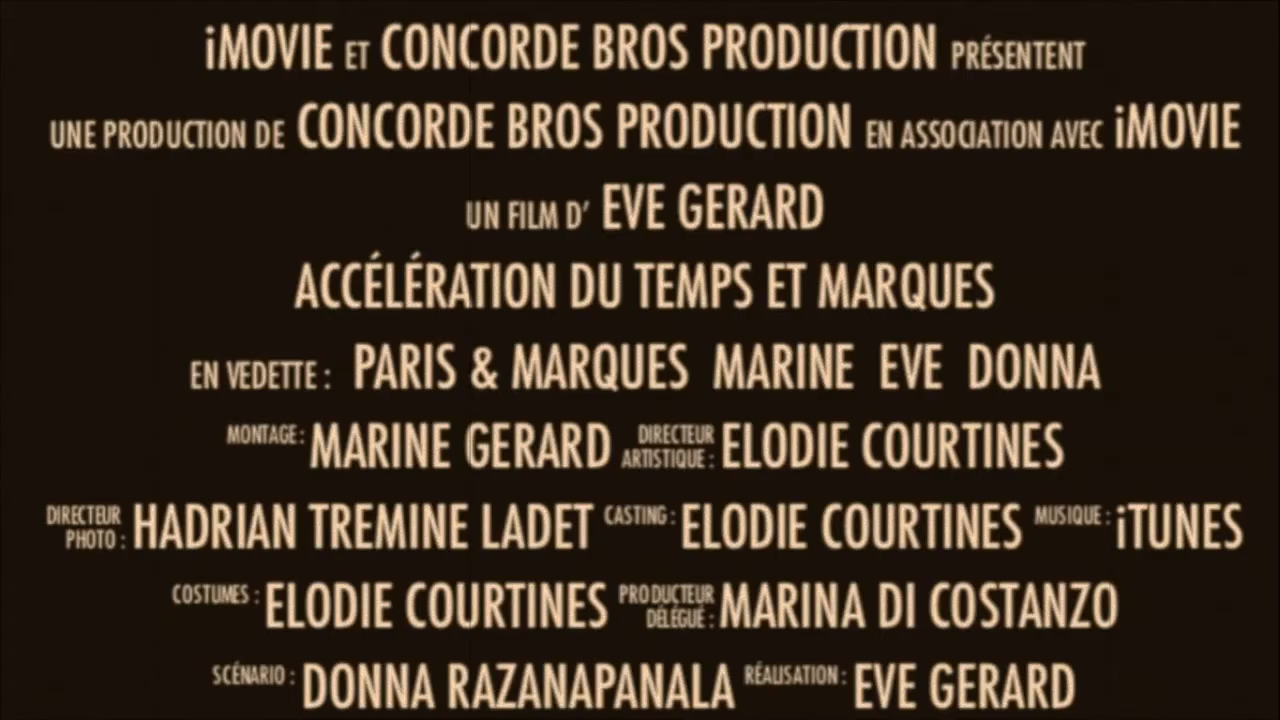 iMOVIE ET CONCORDE BROS PRODUCTION PRÉSENTENT
UNE PRODUCTION DE CONCORDE BROS PRODUCTION EN ASSOCIATION AVEC iMOVIE
UN FILM D' EVE GERARD
ACCÉLÉRATION DU TEMPS ET MARQUES
EN VEDETTE : PARIS & MARQUES MARINE EVE DONNA
MONTAGE : MARINE GERARD DIRECTEUR ARTISTIQUE : ELODIE COURTINES
DIRECTEUR PHOTO : HADRIAN TREMINE LADET CASTING : ELODIE COURTINES MUSIQUE : iTUNES
COSTUMES : ELODIE COURTINES PRODUCTEUR DÉLÉGUÉ : MARINA DI COSTANZO
SCÉNARIO : DONNA RAZANAPANALA RÉALISATION : EVE GERARD